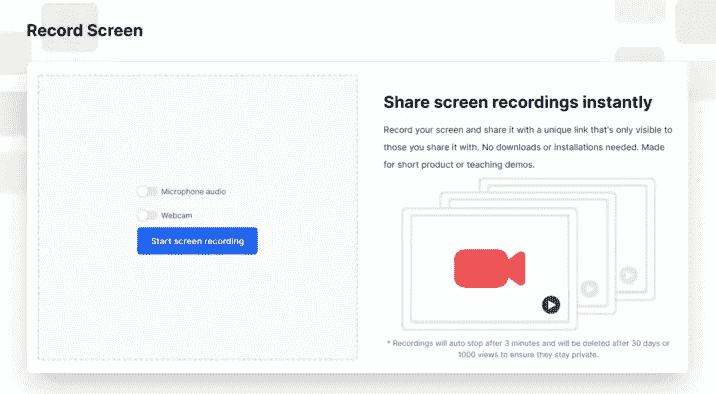 Record Screen
Microphone audio
Webcam
Start screen recording
Share screen recordings instantly
Record your screen and share it with a unique link that's only visible to
those you share it with. No downloads or installations needed. Made
for short product or teaching demos.
* Recordings will auto stop after 3 minutes and will be deleted after 30 days or
1000 views to ensure they stay private.